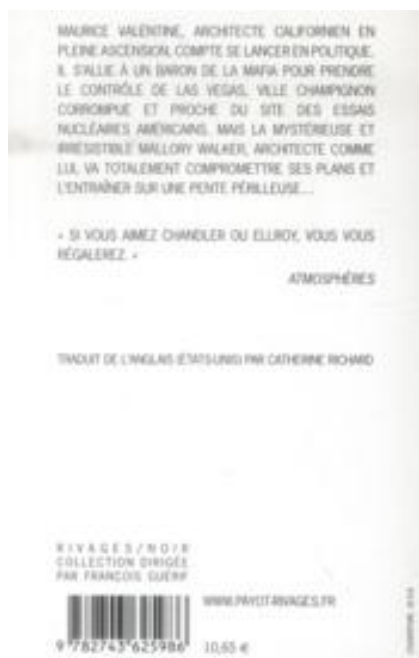 MAURICE VALENTINE, ARCHITECTE CALIFORNIEN EN
PLEINE ASCENSION, COMPTE SE LANCER EN POLITIQUE.
IL S'ALLIE À UN BARON DE LA MAFIA POUR PRENDRE
LE CONTRÔLE DE LAS VEGAS, VILLE CHAMPIGNON
CORROMPUE ET PROCHE DU SITE DES ESSAIS
NUCLÉAIRES AMÉRICAINS. MAIS LA MYSTÉRIEUSE ET
IRRÉSISTIBLE MALLORY WALKER, ARCHITECTE COMME
LUI, VA TOTALEMENT COMPROMETTRE SES PLANS ET
L'ENTRAÎNER SUR UNE PENTE PÉRILLEUSE...
« SI VOUS AIMEZ CHANDLER OU ELLROY, VOUS VOUS
RÉGALEREZ. »
ATMOSPHÈRES
TRADUIT DE L'ANGLAIS (ÉTATS-UNIS) PAR CATHERINE RICHARD
RIVAGES/NOIR
COLLECTION DIRIGÉE
PAR FRANÇOIS GUÉRIF
WWW.PAYOT-RIVAGES.FR
9 782743 625986
10,65 €